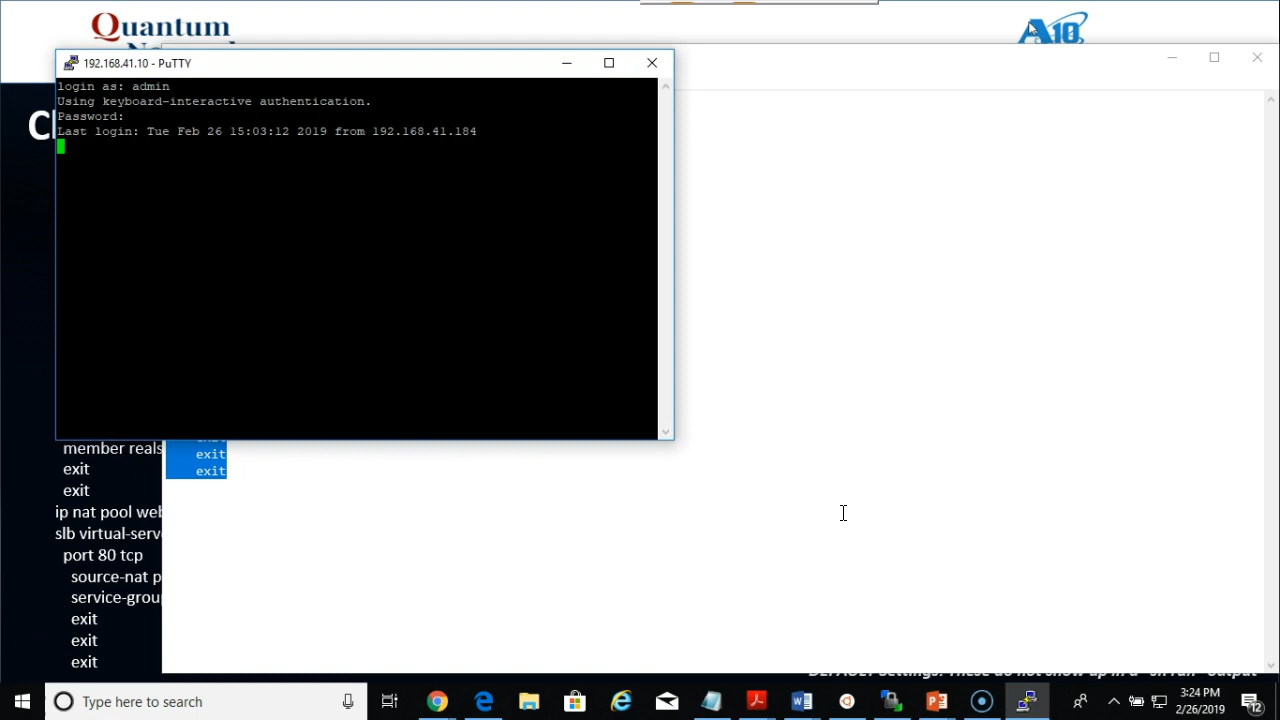 Quantum
A10
192.168.41.10 - PuTTY
login as: admin
Using keyboard-interactive authentication.
Password:
Last login: Tue Feb 26 15:03:12 2019 from 192.168.41.184
exit
exit
member reals
exit
exit
ip nat pool web
slb virtual-serv
port 80 tcp
source-nat p
service-group
exit
exit
exit
Type here to search
3:24 PM
2/26/2019
12